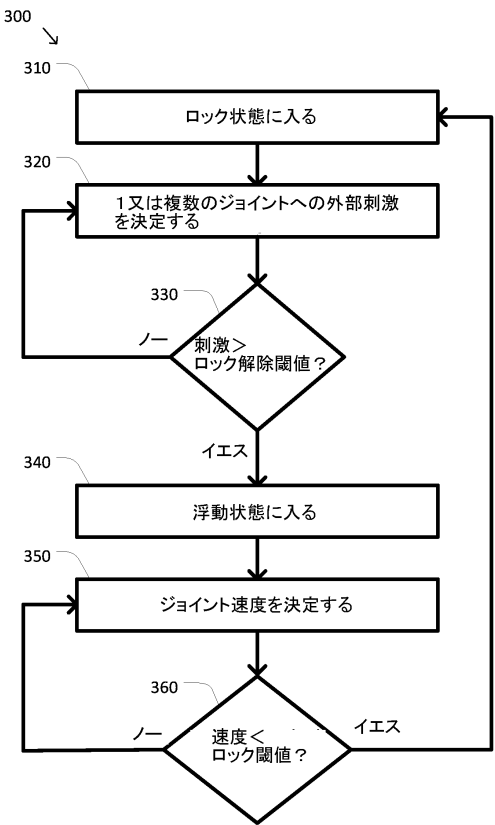 300
310
ロック状態に入る
320
1又は複数のジョイントへの外部刺激
を決定する
330
ノー
刺激>
ロック解除閾値?
イエス
340
浮動状態に入る
350
ジョイント速度を決定する
360
ノー
イエス
速度<
ロック閾値?